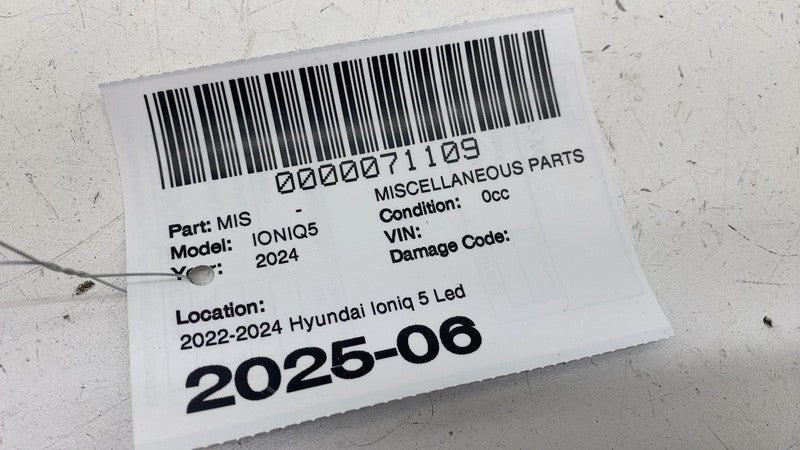 0000071109
MISCELLANEOUS PARTS
Part: MIS -
Condition: 0cc
Model: IONIQ5
VIN:
Year: 2024
Damage Code:
Location:
2022-2024 Hyundai Ioniq 5 Led
2025-06